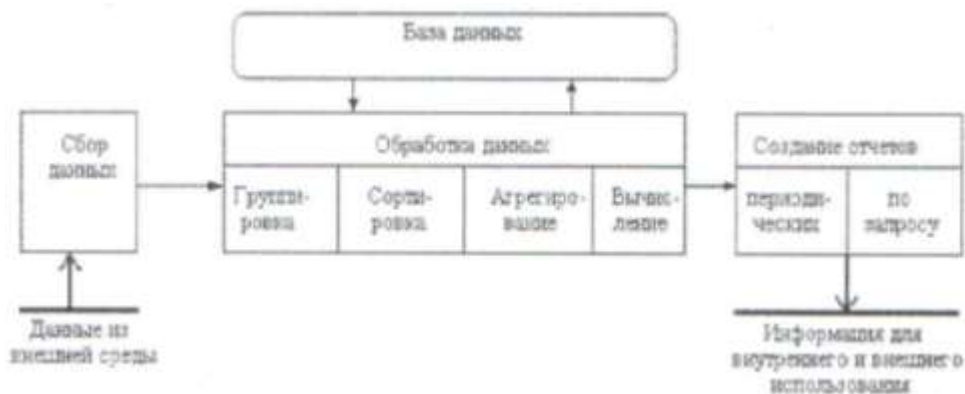 База данных
Сбор
данных
Обработка данных
Группи-
ровка
Сорти-
ровка
Агрегиро-
вание
Вычис-
ление
Создание отчетов
периоди-
ческих
по
запросу
Данные из
внешней среды
Информация для
внутреннего и внешнего
использования